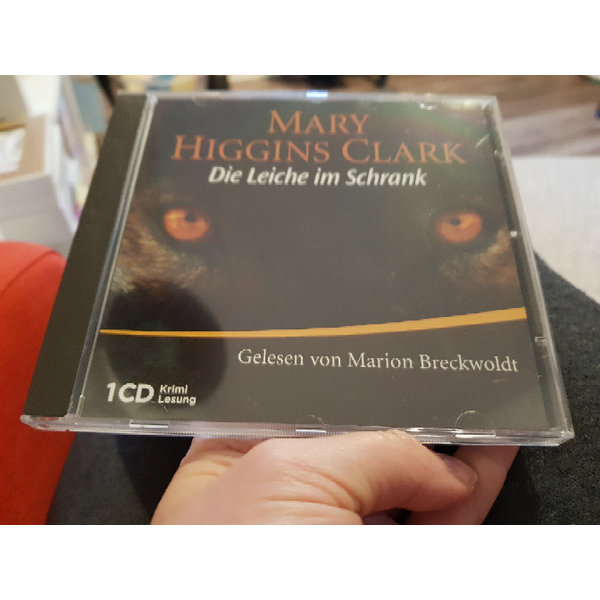 MARY
HIGGINS CLARK
Die Leiche im Schrank
Gelesen von Marion Breckwoldt
1CD Krimi
Lesung